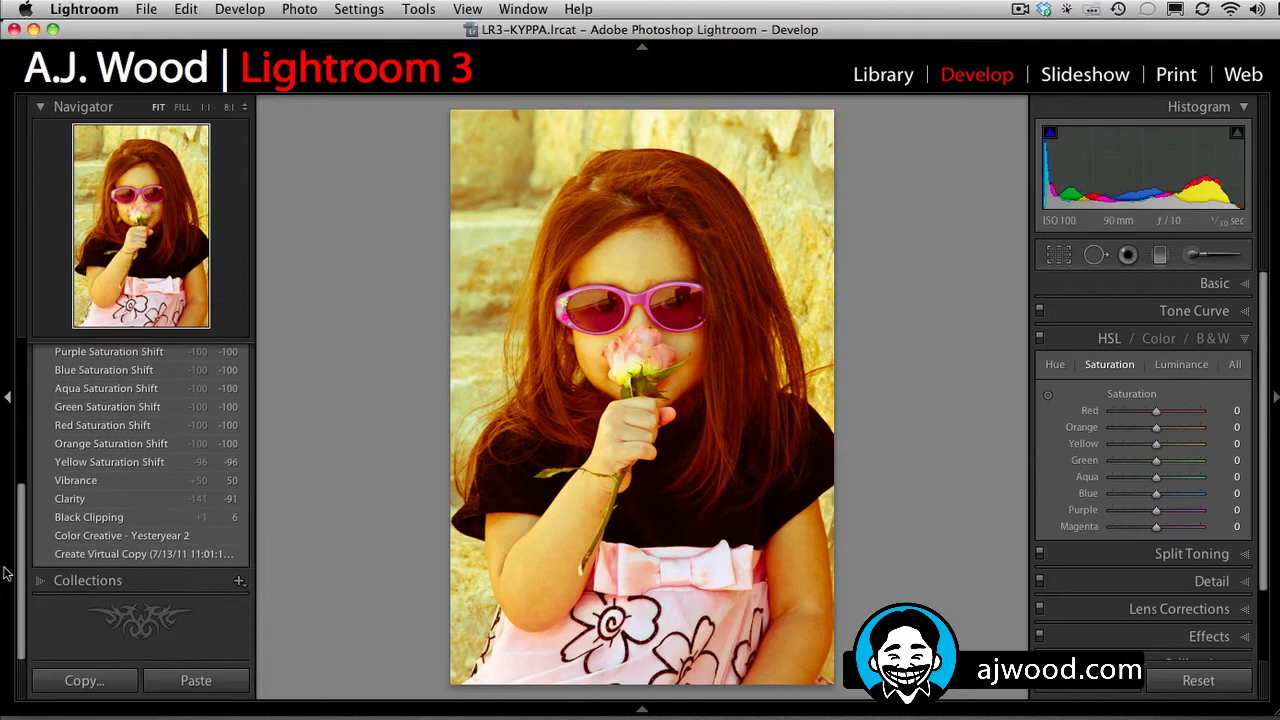 Lightroom File Edit Develop Photo Settings Tools View Window Help
LR3-KYPPA.lrcat – Adobe Photoshop Lightroom – Develop
A.J. Wood | Lightroom 3
Library | Develop | Slideshow | Print | Web
Navigator FIT FILL 1:1 8:1
Histogram
ISO 100 90 mm ƒ / 10 1/30 sec
Basic
Tone Curve
HSL / Color / B & W
Hue Saturation Luminance All
Saturation
Red 0
Orange 0
Yellow 0
Green 0
Aqua 0
Blue 0
Purple 0
Magenta 0
Split Toning
Detail
Lens Corrections
Effects
Reset
Purple Saturation Shift -100 -100
Blue Saturation Shift -100 -100
Aqua Saturation Shift -100 -100
Green Saturation Shift -100 -100
Red Saturation Shift -100 -100
Orange Saturation Shift -100 -100
Yellow Saturation Shift -96 -96
Vibrance +50 50
Clarity -141 -91
Black Clipping +1 6
Color Creative - Yesteryear 2
Create Virtual Copy (7/13/11 11:01:1...
Collections
Copy... Paste
ajwood.com